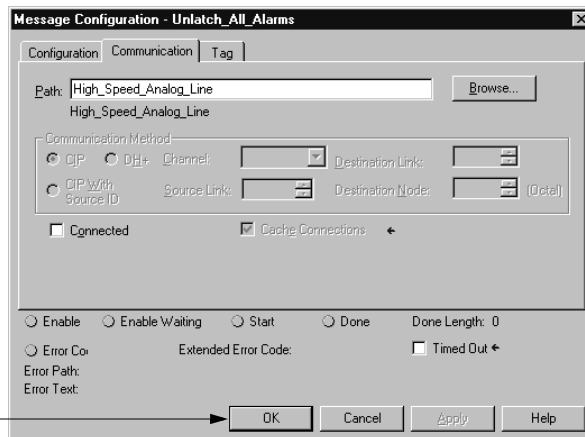 Message Configuration - Unlatch_All_Alarms
Configuration Communication Tag
Path: High_Speed_Analog_Line Browse...
High_Speed_Analog_Line
Communication Method
CIP DH+ Channel: Destination Link:
CIP With Source ID Source Link: Destination Node: (Octal)
Connected Cache Connections
Enable Enable Waiting Start Done Done Length: 0
Error Co Extended Error Code: Timed Out
Error Path:
Error Text:
OK Cancel Apply Help